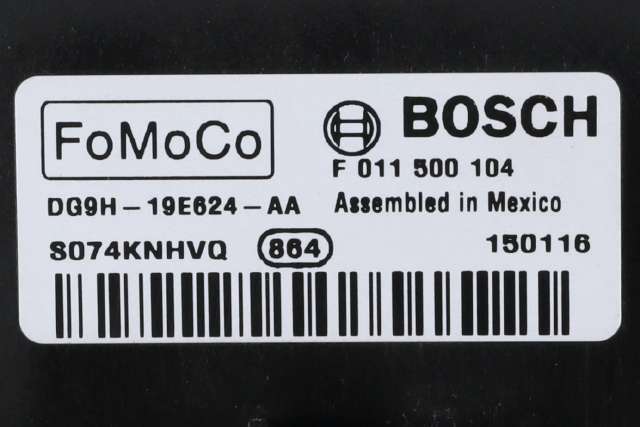 FoMoCo
BOSCH
F 011 500 104
DG9H-19E624-AA Assembled in Mexico
S074KNHVQ 864 150116